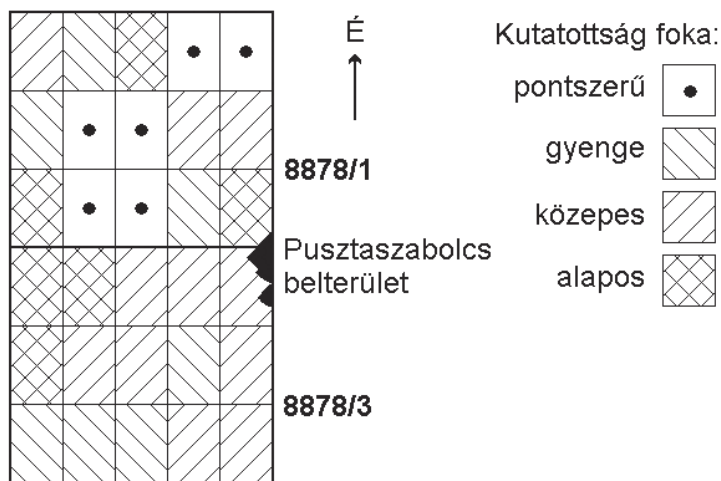 É
Kutatottság foka:
pontszerű
gyenge
8878/1
közepes
Pusztaszabolcs
belterület
alapos
8878/3